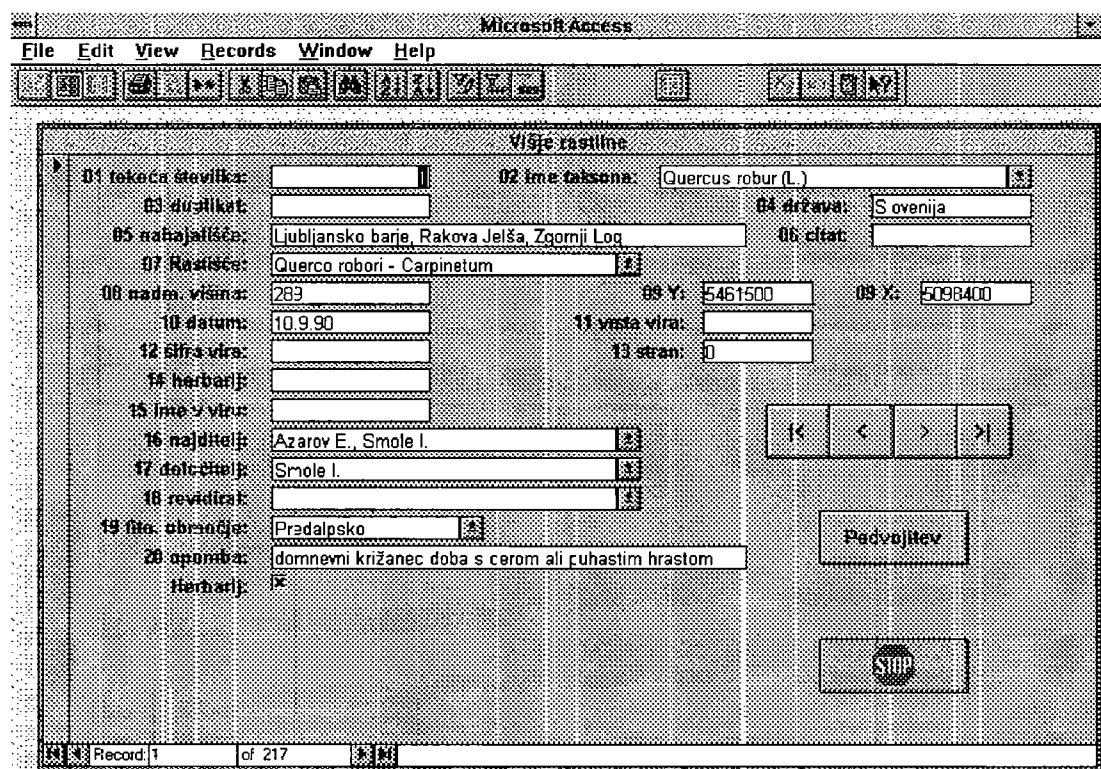 Microsoft Access
File Edit View Records Window Help
Višje rastline
01 tekoča številka: 02 ime taksona: Quercus robur (L.)
03 duplikat: 04 država: S ovenija
05 nahajališče: Ljubljansko barje, Rakova Jelša, Zgornji Log 06 citat:
07 Rastišče: Querco robori - Carpinetum
08 nadm. višina: 289 09 Y: 5461500 09 X: 5098400
10 datum: 10.9.90 11 vrsta vira:
12 šifra vira: 13 stran: 0
14 herbarij:
15 ime v viru:
16 najditelj: Azarov E., Smole I. |< < > >|
17 določitelj: Smole I.
18 revidiral:
19 fito. območje: Predalpsko
Podvojitev
20 opomba: domnevni križanec doba s cerom ali puhastim hrastom
Herbarij:
STOP
Record: 1 of 217